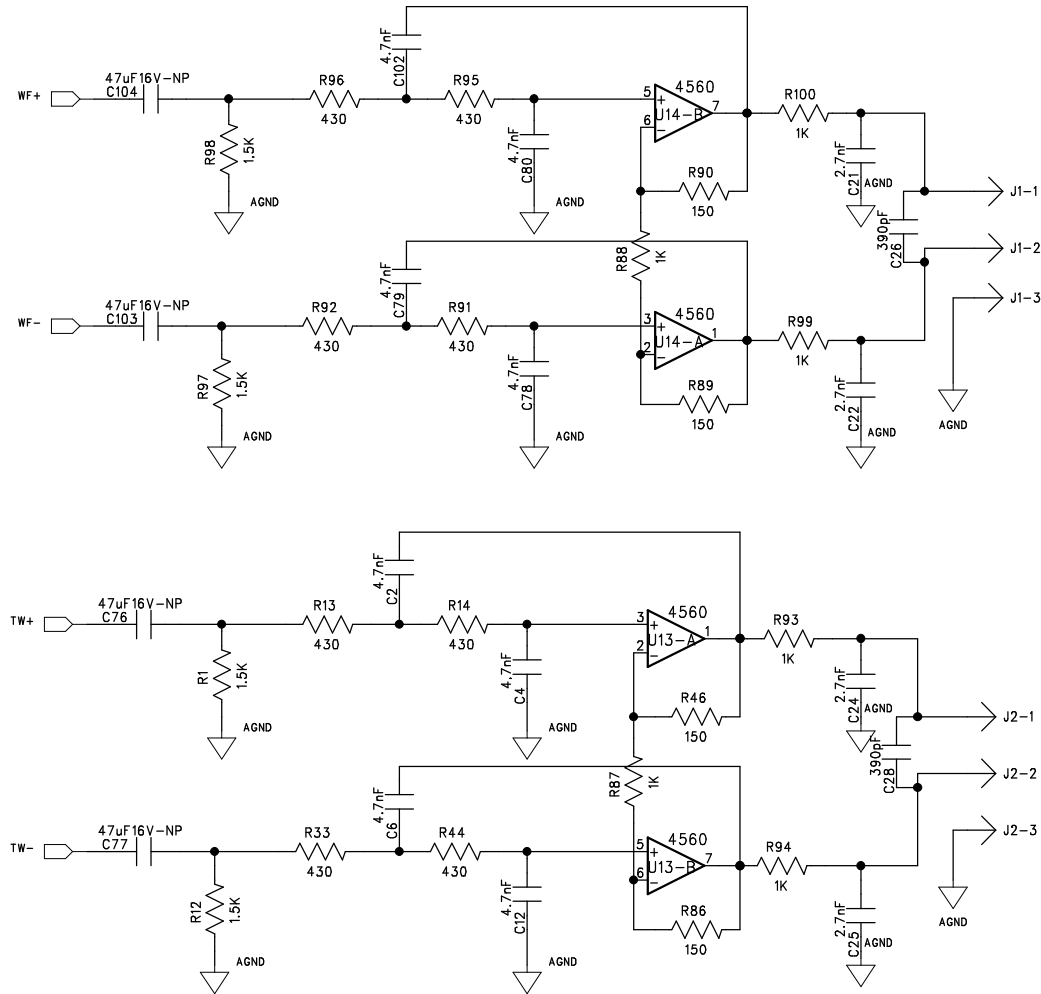 4.7nF
C102
47uF16V-NP
WF+
C104
R96
430
R95
430
4560
5
+
7
U14-B
6
−
R100
1K
R98
1.5K
AGND
4.7nF
C80
AGND
R90
150
2.7nF
C21
AGND
390pF
C26
J1-1
J1-2
J1-3
R88
1K
4.7nF
C79
47uF16V-NP
WF-
C103
R92
430
R91
430
4560
3
+
1
U14-A
2
−
R99
1K
R97
1.5K
AGND
4.7nF
C78
AGND
R89
150
2.7nF
C22
AGND
AGND
4.7nF
C2
47uF16V-NP
TW+
C76
R13
430
R14
430
4560
3
+
1
U13-A
2
−
R93
1K
R1
1.5K
AGND
4.7nF
C4
AGND
R46
150
2.7nF
C24
AGND
390pF
C28
J2-1
J2-2
J2-3
R87
1K
4.7nF
C6
47uF16V-NP
TW-
C77
R33
430
R44
430
4560
5
+
7
U13-B
6
−
R94
1K
R12
1.5K
AGND
4.7nF
C12
AGND
R86
150
2.7nF
C25
AGND
AGND